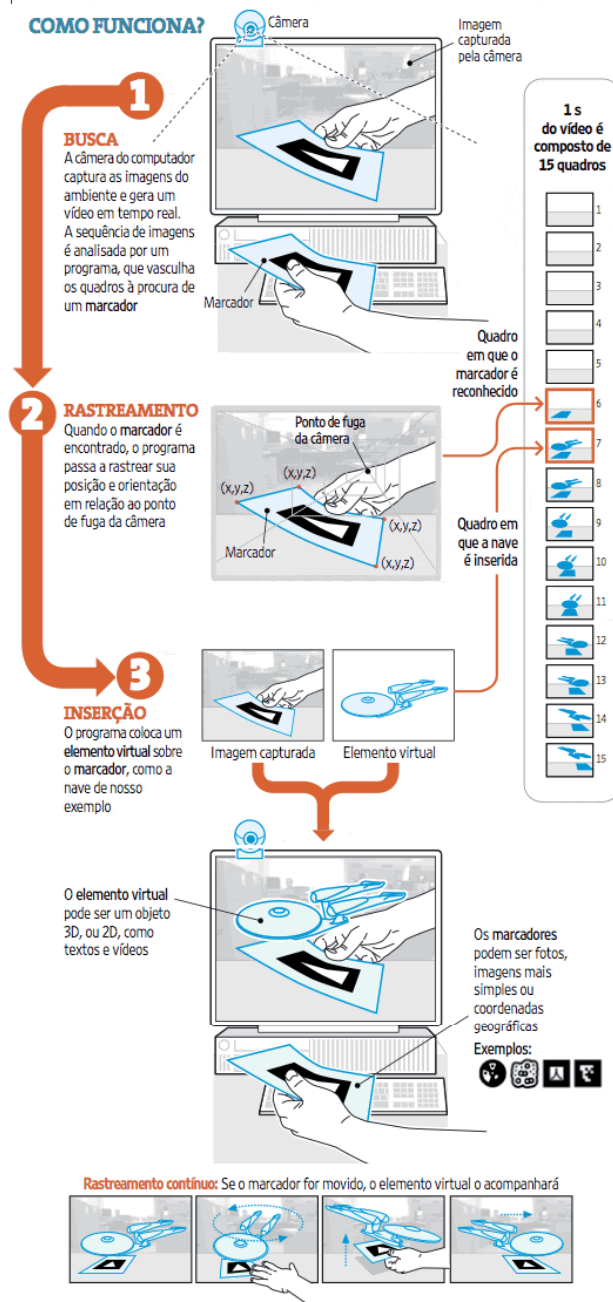 COMO FUNCIONA?
Câmera
Imagem
capturada
pela câmera
1
BUSCA
A câmera do computador
captura as imagens do
ambiente e gera um
vídeo em tempo real.
A sequência de imagens
é analisada por um
programa, que vasculha
os quadros à procura de
um marcador
Marcador
1 s
do vídeo é
composto de
15 quadros
1
2
3
4
5
6
7
8
9
10
11
12
13
14
15
Quadro
em que o
marcador é
reconhecido
2
RASTREAMENTO
Quando o marcador é
encontrado, o programa
passa a rastrear sua
posição e orientação
em relação ao ponto
de fuga da câmera
Ponto de fuga
da câmera
(x,y,z)
(x,y,z)
(x,y,z)
(x,y,z)
Marcador
Quadro em
que a nave
é inserida
3
INSERÇÃO
O programa coloca um
elemento virtual sobre
o marcador, como a
nave de nosso
exemplo
Imagem capturada
Elemento virtual
O elemento virtual
pode ser um objeto
3D, ou 2D, como
textos e vídeos
Os marcadores
podem ser fotos,
imagens mais
simples ou
coordenadas
geográficas
Exemplos:
Rastreamento contínuo: Se o marcador for movido, o elemento virtual o acompanhará